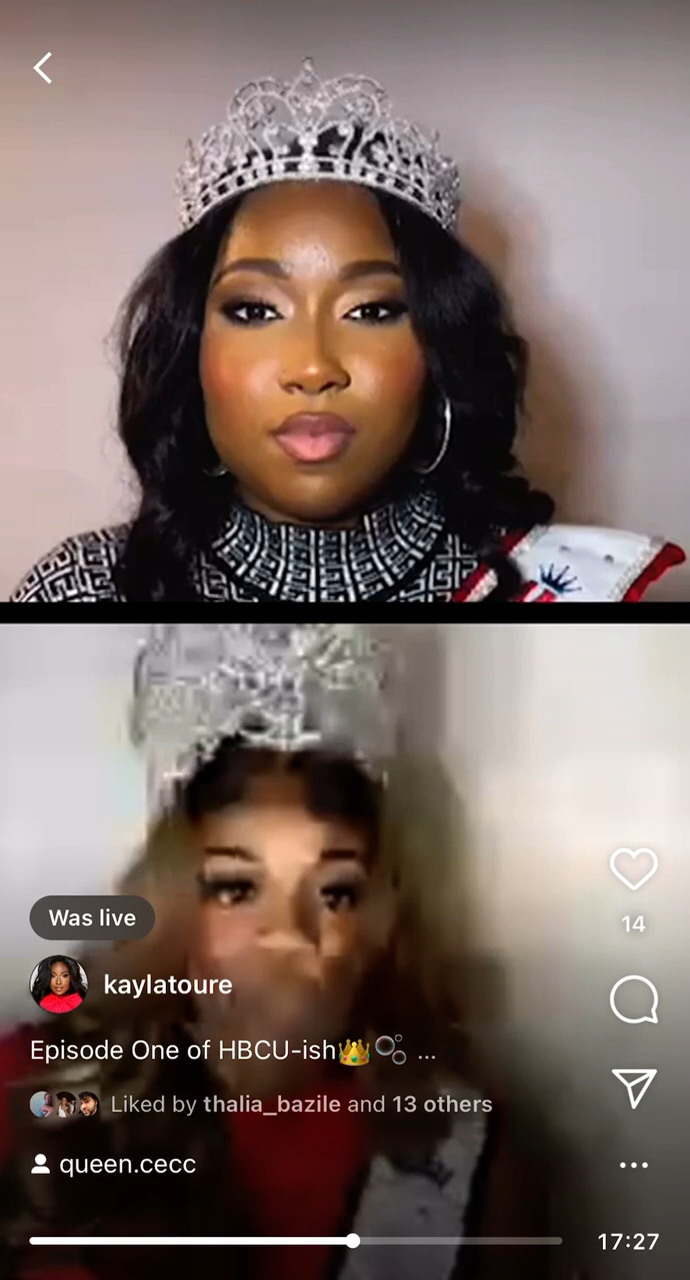 Was live
kaylatoure
Episode One of HBCU-ish👑🫧 ...
Liked by thalia_bazile and 13 others
queen.cecc
14
17:27